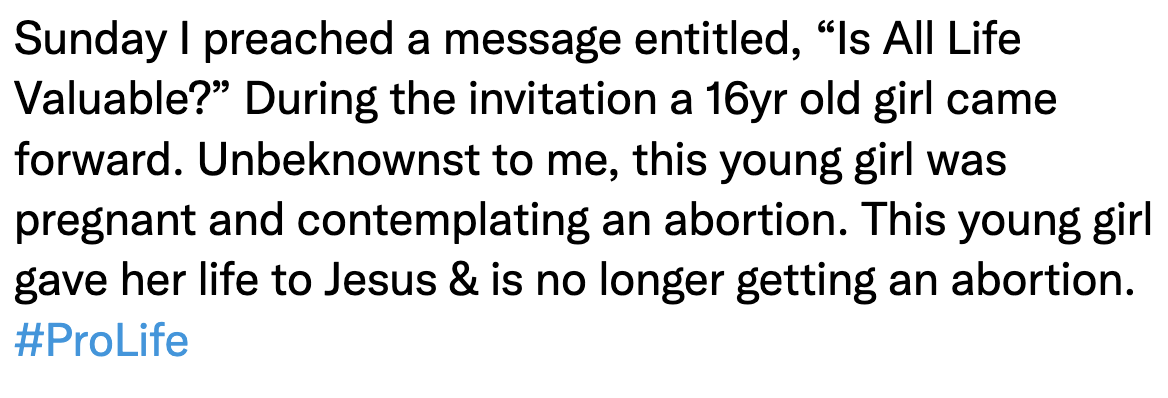 Sunday I preached a message entitled, “Is All Life
Valuable?” During the invitation a 16yr old girl came
forward. Unbeknownst to me, this young girl was
pregnant and contemplating an abortion. This young girl
gave her life to Jesus & is no longer getting an abortion.
#ProLife